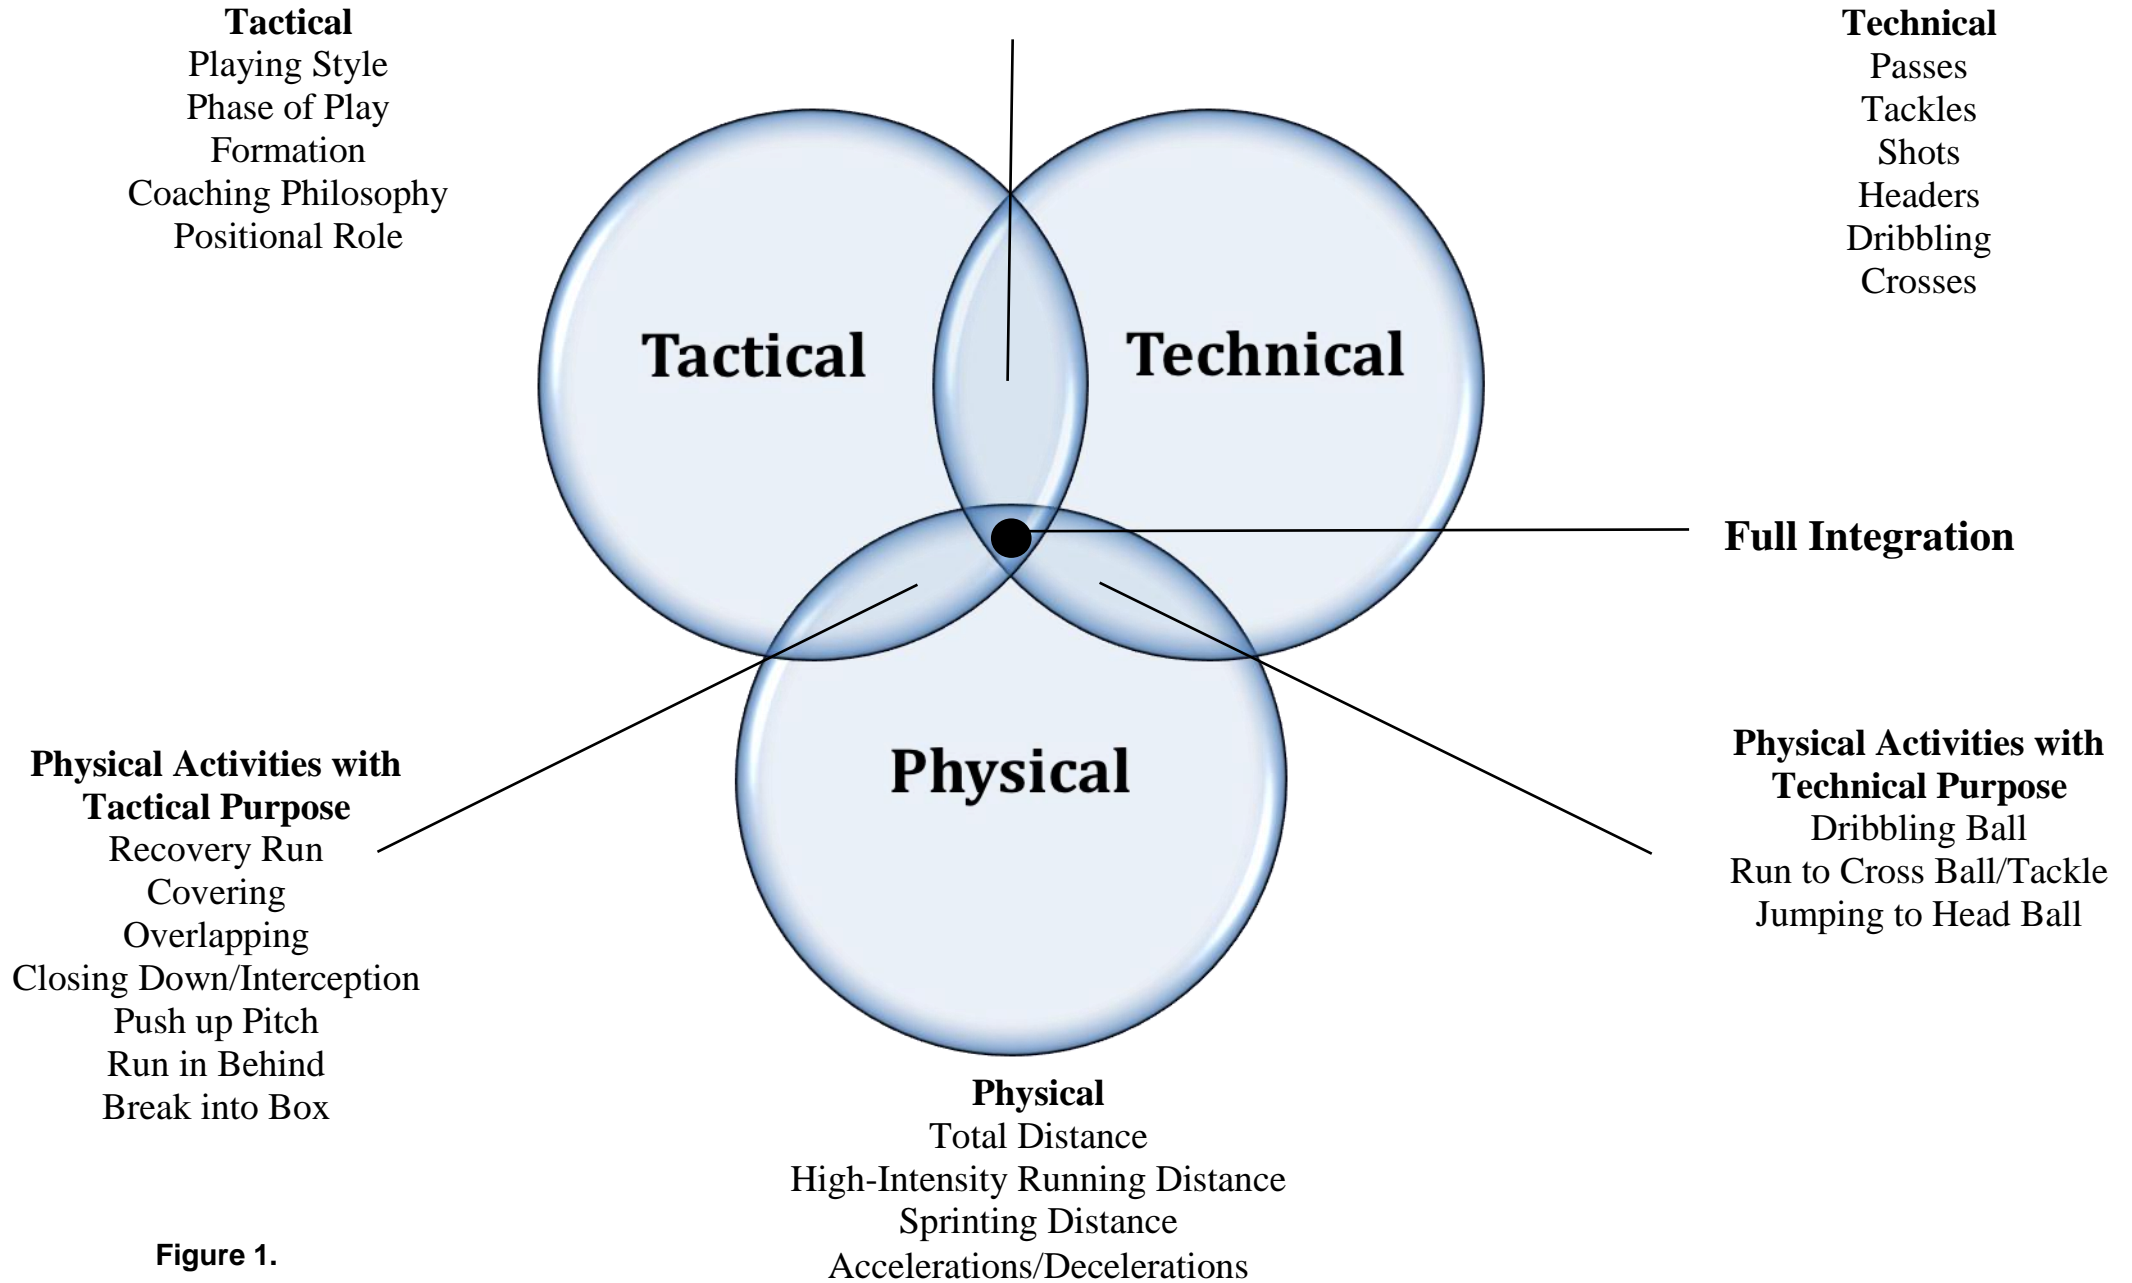 Tactical
Playing Style
Phase of Play
Formation
Coaching Philosophy
Positional Role
Technical
Passes
Tackles
Shots
Headers
Dribbling
Crosses
Tactical
Technical
Full Integration
Physical Activities with
Tactical Purpose
Recovery Run
Covering
Overlapping
Closing Down/Interception
Push up Pitch
Run in Behind
Break into Box
Physical
Physical Activities with
Technical Purpose
Dribbling Ball
Run to Cross Ball/Tackle
Jumping to Head Ball
Physical
Total Distance
High-Intensity Running Distance
Sprinting Distance
Accelerations/Decelerations
Figure 1.